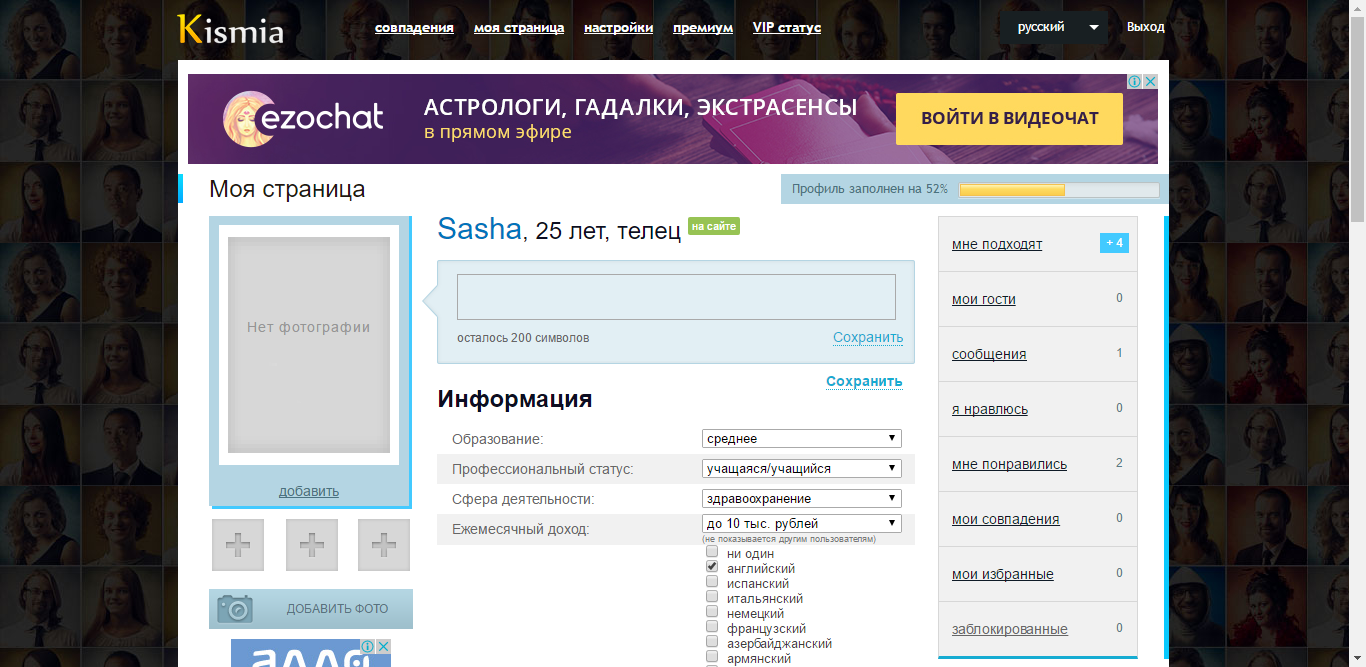 Kismia
совпадения моя страница настройки премиум VIP статус русский Выход
ezochat
АСТРОЛОГИ, ГАДАЛКИ, ЭКСТРАСЕНСЫ
в прямом эфире
ВОЙТИ В ВИДЕОЧАТ
Моя страница
Профиль заполнен на 52%
Нет фотографии
добавить
ДОБАВИТЬ ФОТО
Sasha, 25 лет, телец на сайте
осталось 200 символов Сохранить
Сохранить
Информация
Образование: среднее
Профессиональный статус: учащаяся/учащийся
Сфера деятельности: здравоохранение
Ежемесячный доход: до 10 тыс. рублей
(не показывается другим пользователям)
ни один
английский
испанский
итальянский
немецкий
французский
азербайджанский
армянский
мне подходят + 4
мои гости 0
сообщения 1
я нравлюсь 0
мне понравились 2
мои совпадения 0
мои избранные 0
заблокированные 0